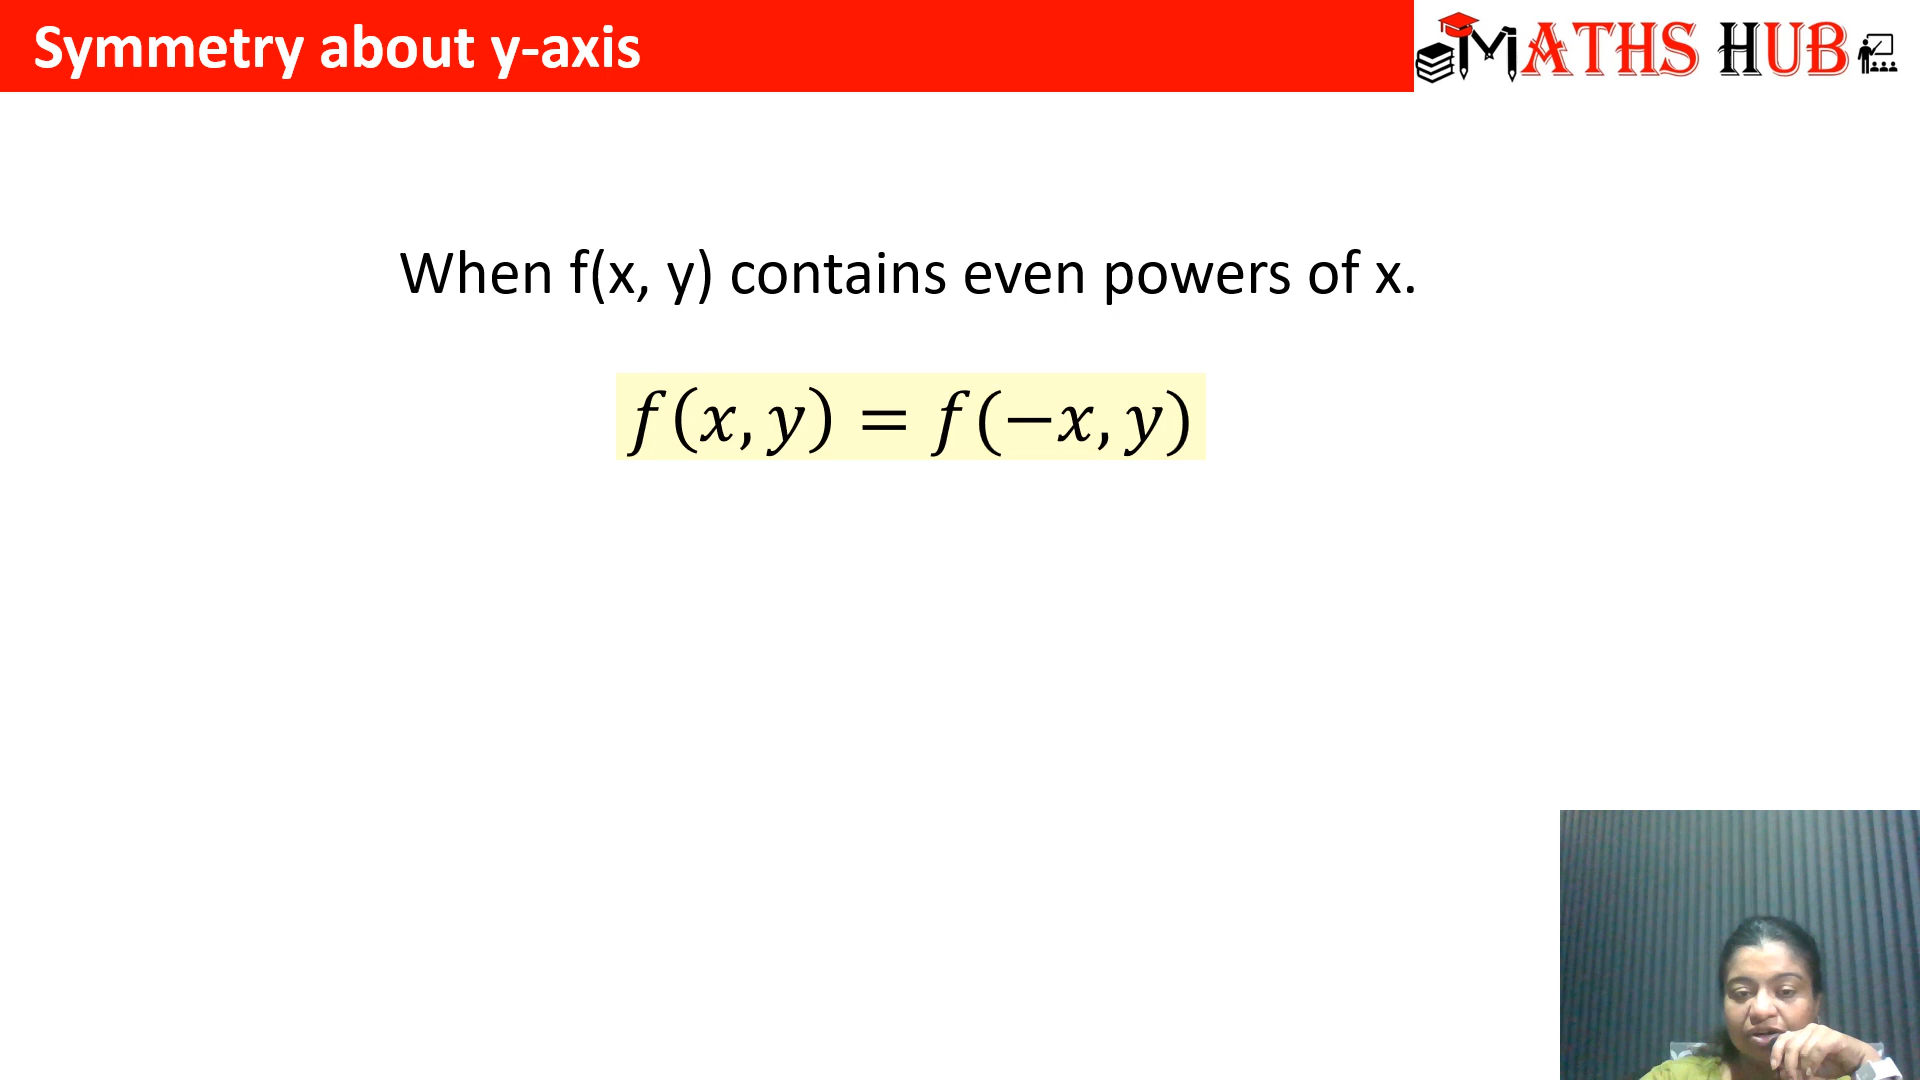 Symmetry about y-axis
MATHS HUB
When f(x, y) contains even powers of x.
𝑓(𝑥, 𝑦) = 𝑓(−𝑥, 𝑦)